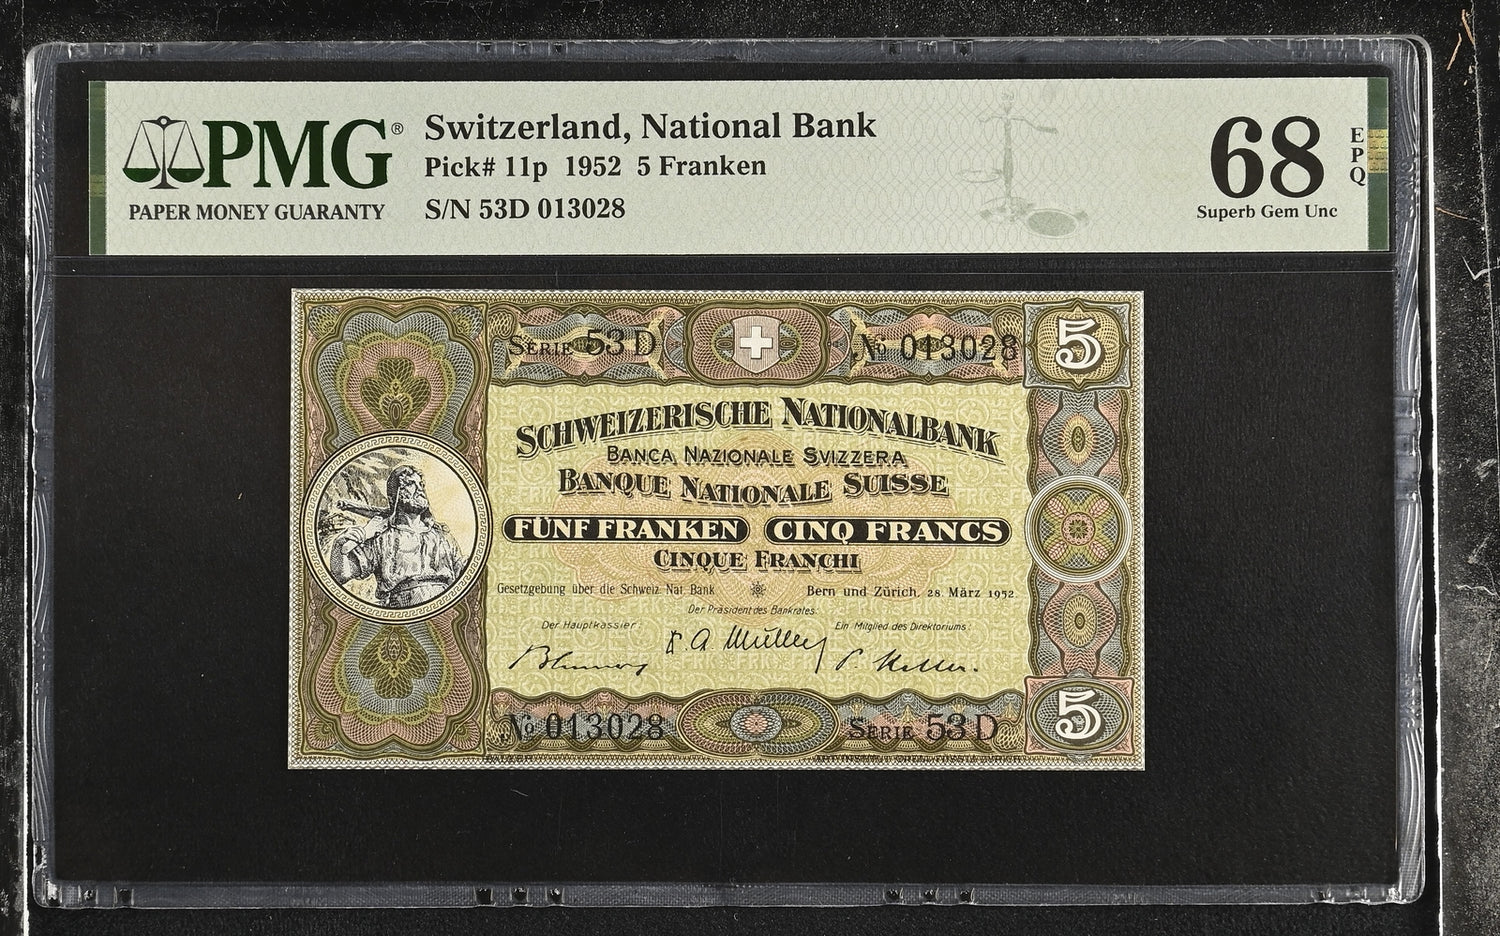 PMG®
PAPER MONEY GUARANTY
Switzerland, National Bank
Pick# 11p 1952 5 Franken
S/N 53D 013028
68
EPQ
Superb Gem Unc
SERIE 53 D
№ 013028
5
SCHWEIZERISCHE NATIONALBANK
BANCA NAZIONALE SVIZZERA
BANQUE NATIONALE SUISSE
FÜNF FRANKEN CINQ FRANCS
CINQUE FRANCHI
Gesetzgebung über die Schweiz. Nat. Bank
Bern und Zürich, 28. März 1952.
Der Präsident des Bankrates:
Der Hauptkassier:
Ein Mitglied des Direktoriums:
A Müller
№ 013028
SERIE 53 D
5